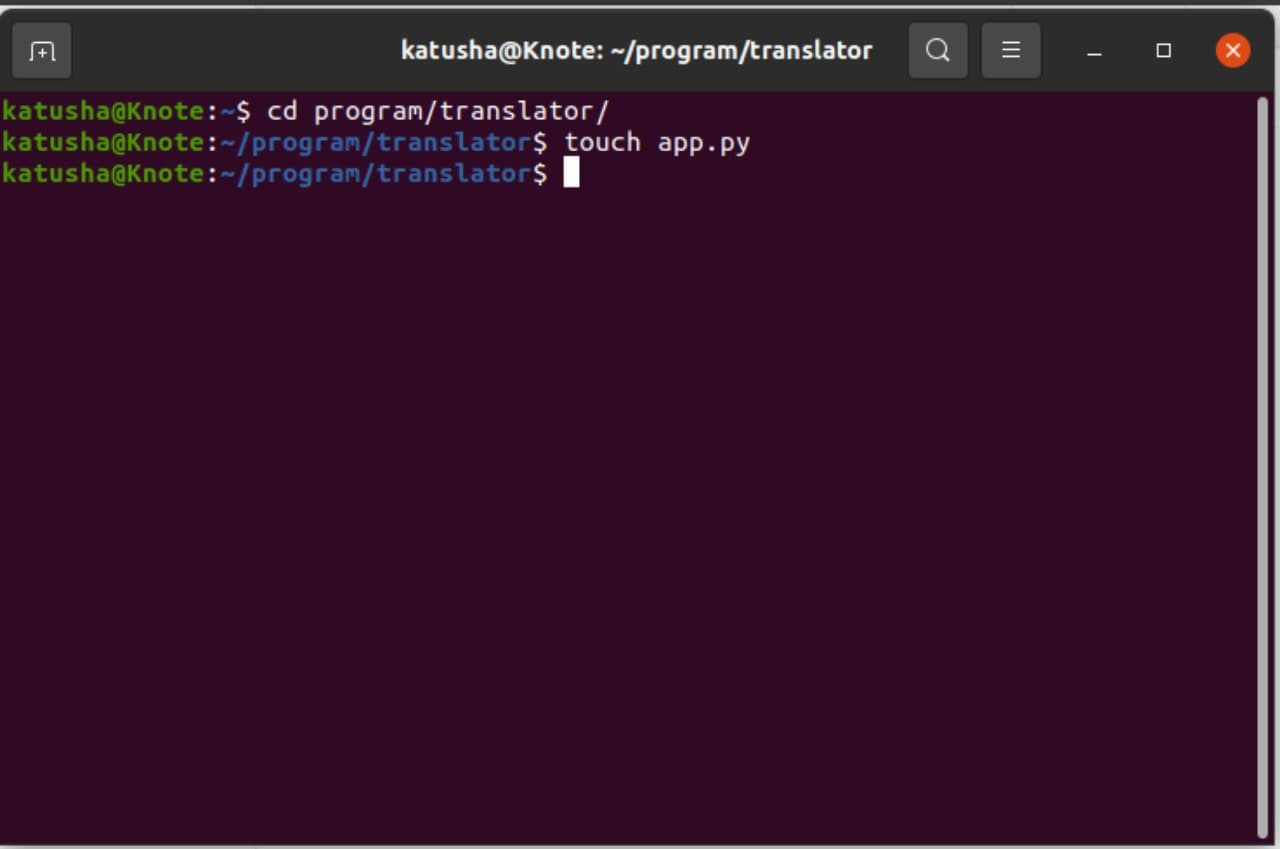 katusha@Knote: ~/program/translator
katusha@Knote:~$ cd program/translator/
katusha@Knote:~/program/translator$ touch app.py
katusha@Knote:~/program/translator$